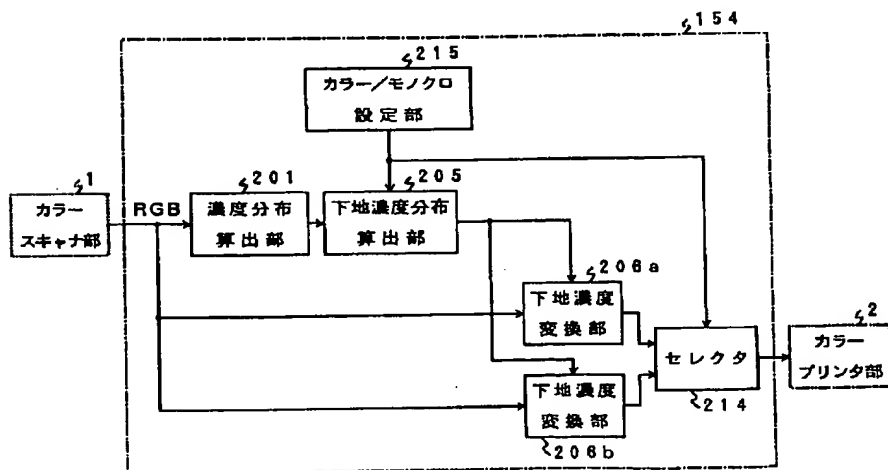 154
215
カラー/モノクロ
設定部
1
カラー
スキャナ部
RGB
201
濃度分布
算出部
205
下地濃度分布
算出部
206a
下地濃度
変換部
セレクタ
214
2
カラー
プリンタ部
下地濃度
変換部
206b